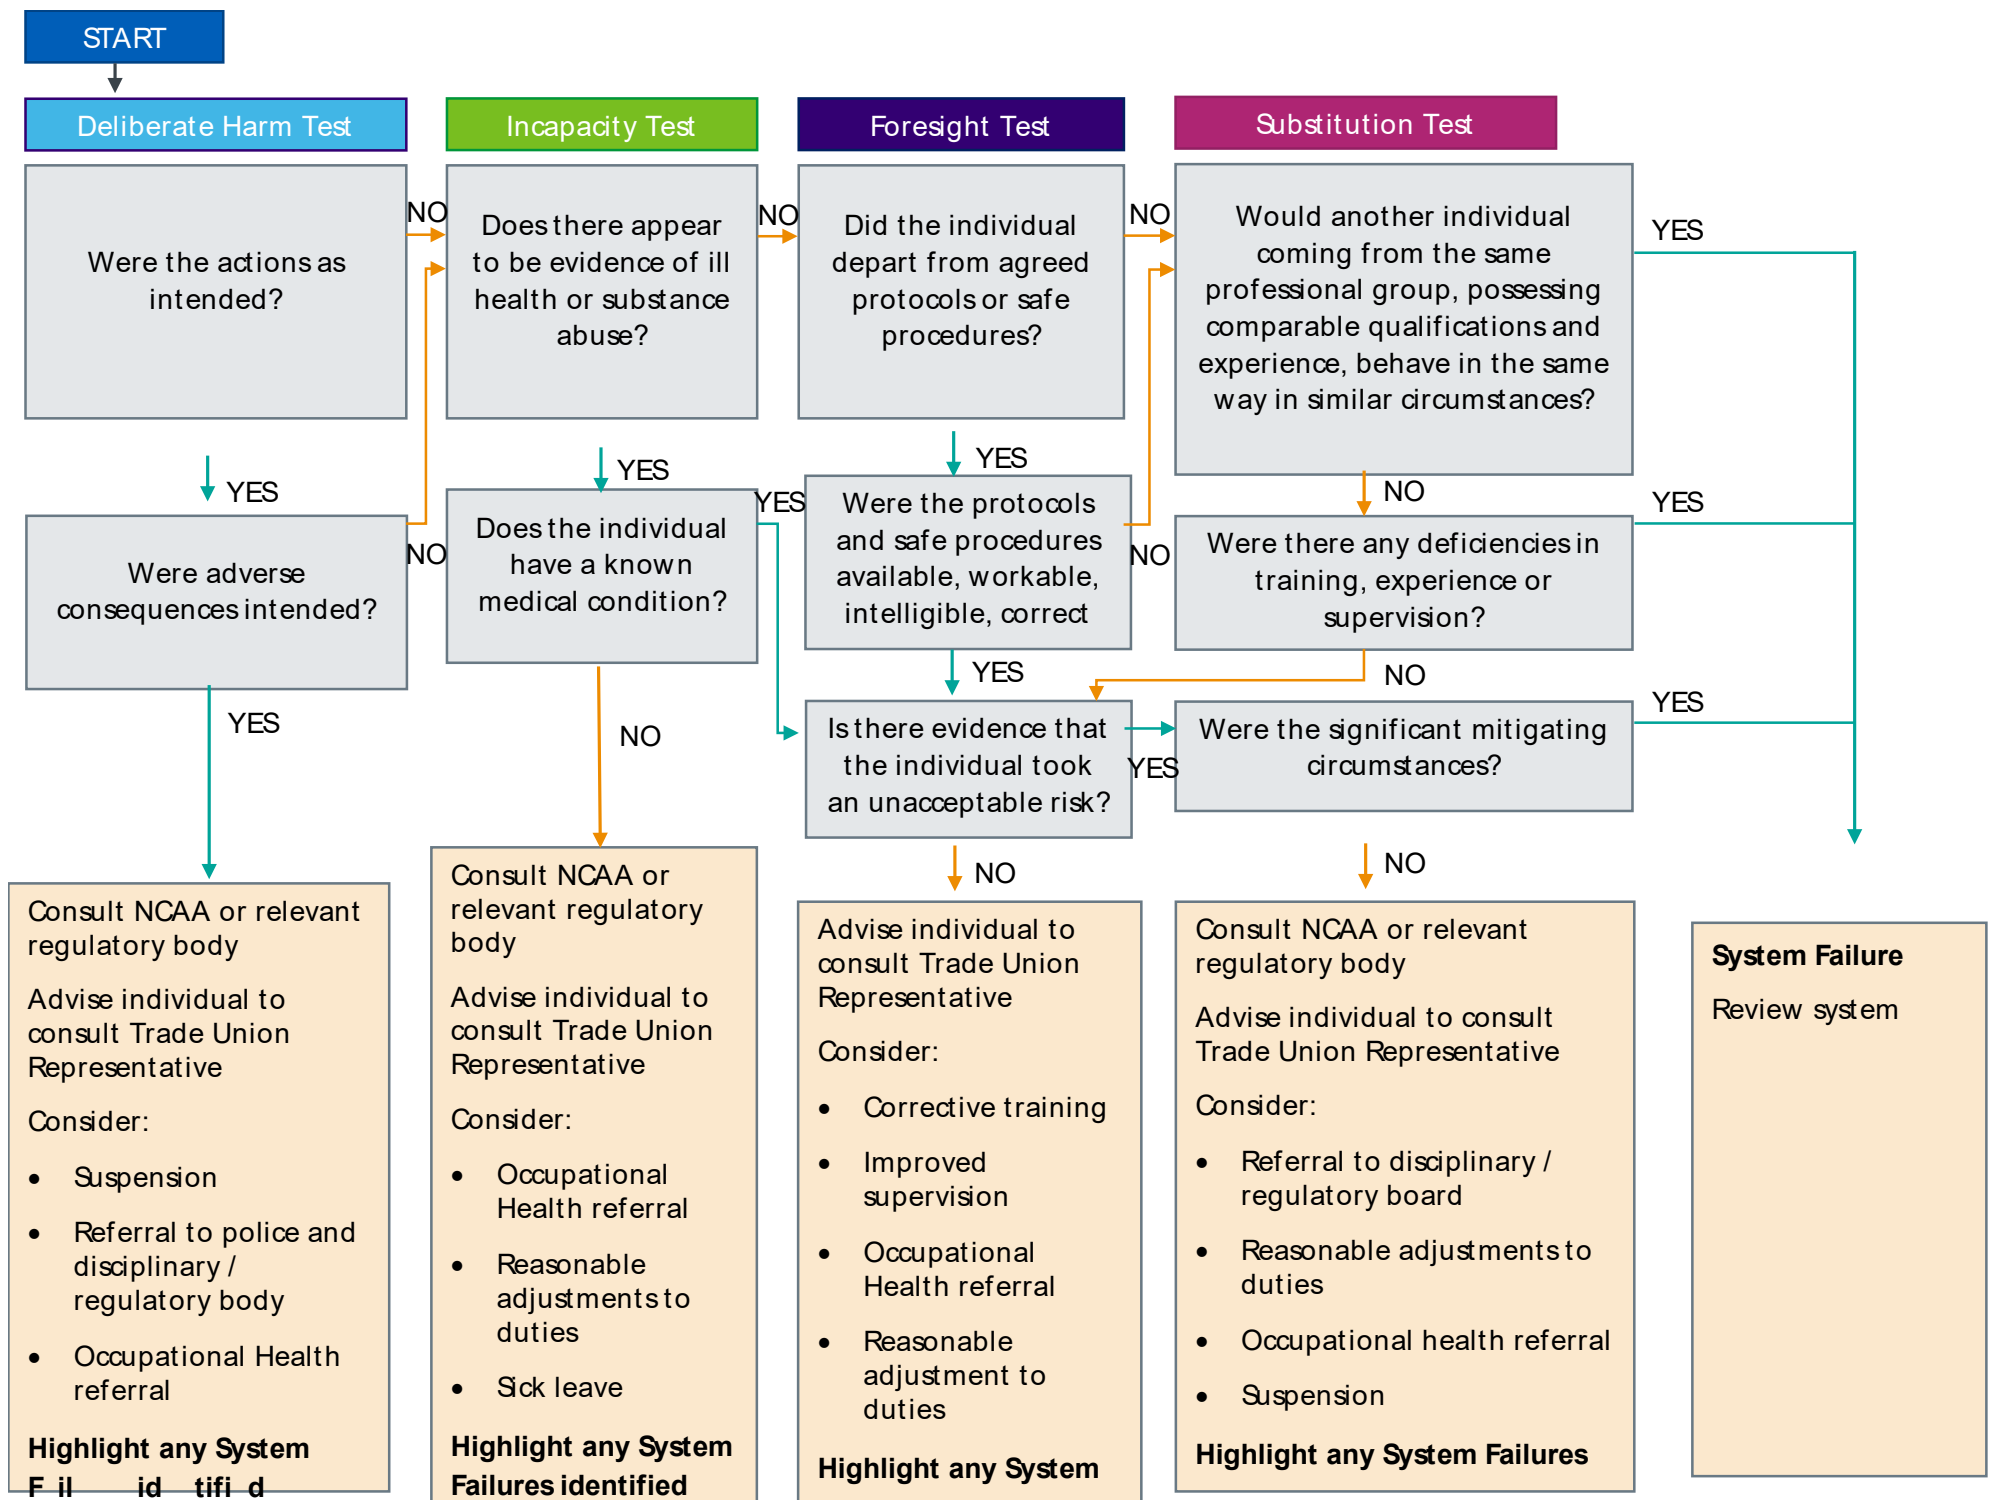 START
Deliberate Harm Test
Incapacity Test
Foresight Test
Substitution Test
Were the actions as
intended?
NO
Does there appear
to be evidence of ill
health or substance
abuse?
NO
Did the individual
depart from agreed
protocols or safe
procedures?
NO
Would another individual
coming from the same
professional group, possessing
comparable qualifications and
experience, behave in the same
way in similar circumstances?
YES
YES
YES
YES
NO
Were adverse
consequences intended?
NO
Does the individual
have a known
medical condition?
YES
Were the protocols
and safe procedures
available, workable,
intelligible, correct
NO
Were there any deficiencies in
training, experience or
supervision?
YES
YES
NO
YES
NO
Is there evidence that
the individual took
an unacceptable risk?
YES
Were the significant mitigating
circumstances?
YES
NO
NO
Consult NCAA or relevant
regulatory body
Advise individual to
consult Trade Union
Representative
Consider:
• Suspension
• Referral to police and
disciplinary /
regulatory body
• Occupational Health
referral
Highlight any System
Consult NCAA or
relevant regulatory
body
Advise individual to
consult Trade Union
Representative
Consider:
• Occupational
Health referral
• Reasonable
adjustments to
duties
• Sick leave
Highlight any System
Failures identified
Advise individual to
consult Trade Union
Representative
Consider:
• Corrective training
• Improved
supervision
• Occupational
Health referral
• Reasonable
adjustment to
duties
Highlight any System
Consult NCAA or relevant
regulatory body
Advise individual to consult
Trade Union Representative
Consider:
• Referral to disciplinary /
regulatory board
• Reasonable adjustments to
duties
• Occupational health referral
• Suspension
Highlight any System Failures
System Failure
Review system